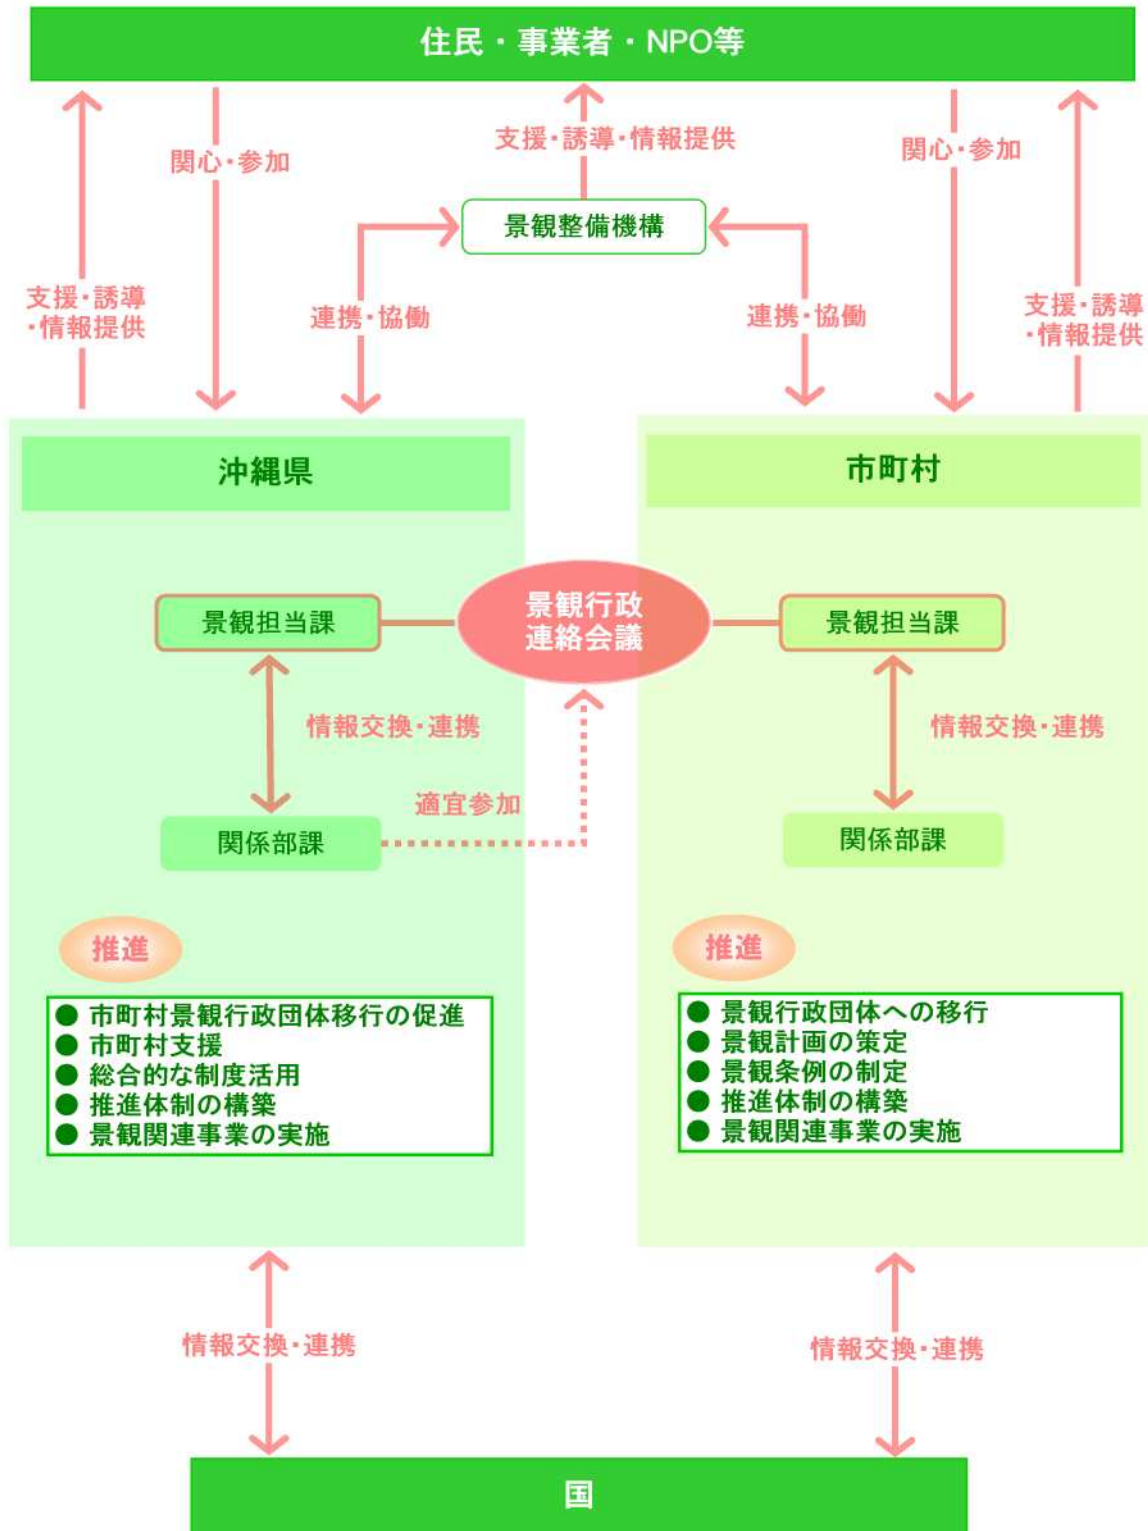 住民・事業者・NPO等
関心・参加
支援・誘導・情報提供
関心・参加
景観整備機構
支援・誘導
・情報提供
連携・協働
連携・協働
支援・誘導
・情報提供
沖縄県
市町村
景観行政
連絡会議
景観担当課
景観担当課
情報交換・連携
情報交換・連携
適宜参加
関係部課
関係部課
推進
● 市町村景観行政団体移行の促進
● 市町村支援
● 総合的な制度活用
● 推進体制の構築
● 景観関連事業の実施
推進
● 景観行政団体への移行
● 景観計画の策定
● 景観条例の制定
● 推進体制の構築
● 景観関連事業の実施
情報交換・連携
情報交換・連携
国